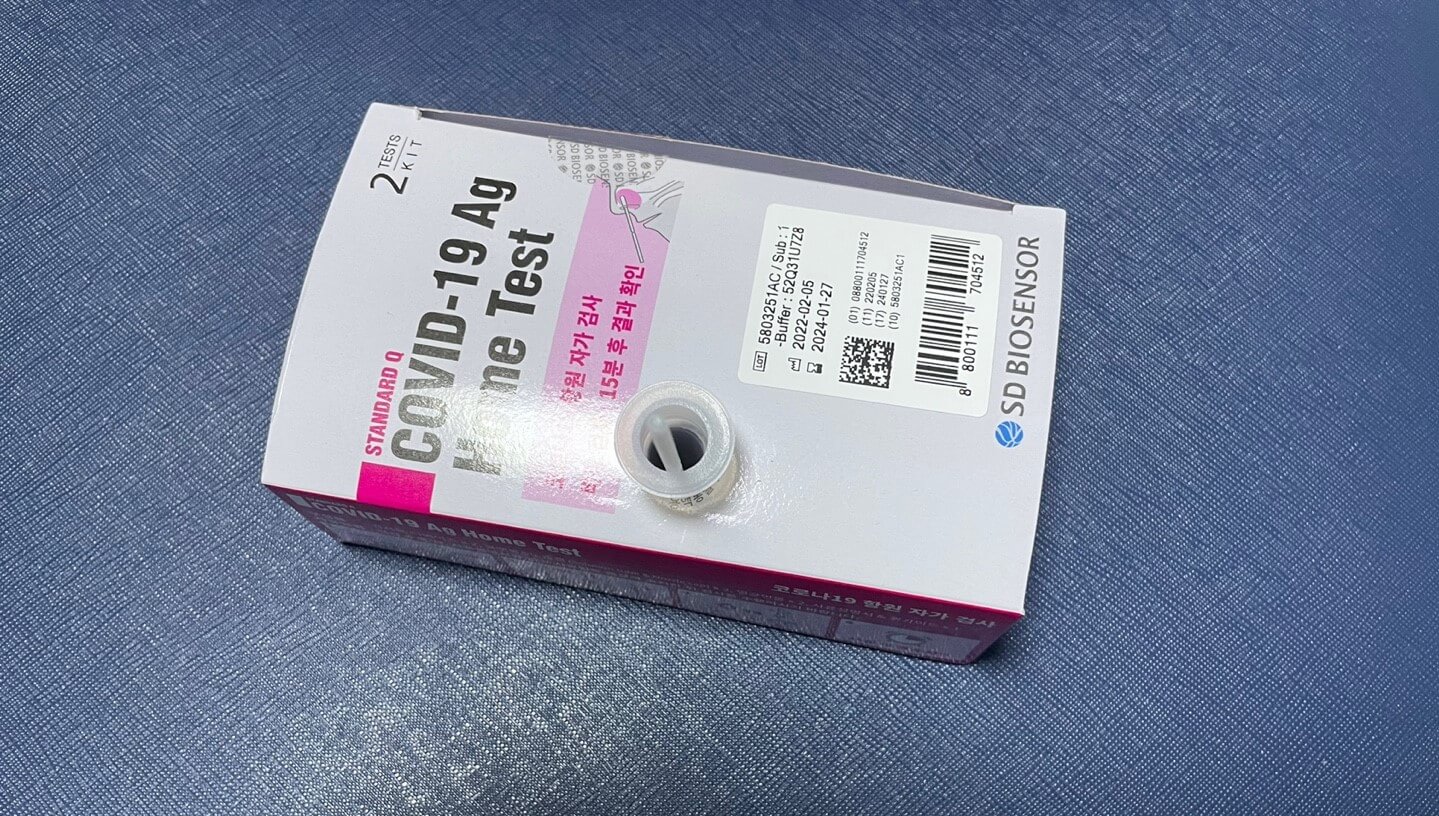 2 TESTS
KIT
STANDARD Q
COVID-19 Ag
Home Test
항원 자가 검사
15분 후 결과 확인
SD BIOSENSOR
LOT 5803251AC / Sub : 1
-Buffer : 52Q31U7Z8
2022-02-05
2024-01-27
(01) 08800111704512
(11) 220205
(17) 240127
(10) 5803251AC1
8 800111 704512
SD BIOSENSOR
COVID-19 Ag Home Test
코로나19 항원 자가 검사